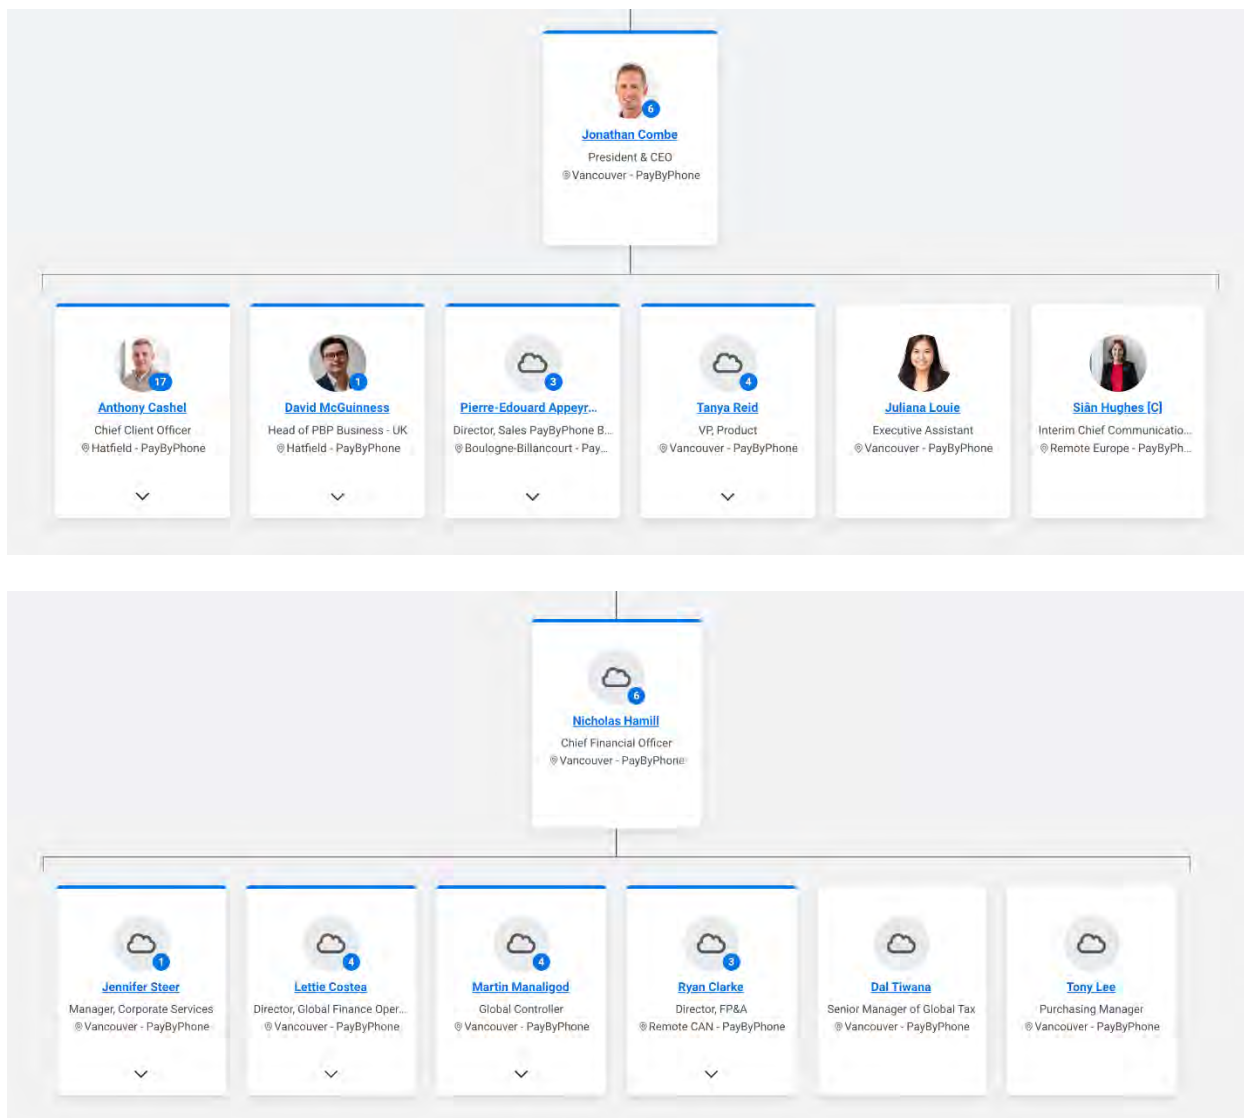 6
Jonathan Combe
President & CEO
Vancouver - PayByPhone
17
Anthony Cashel
Chief Client Officer
Hatfield - PayByPhone
1
David McGuinness
Head of PBP Business - UK
Hatfield - PayByPhone
3
Pierre-Edouard Appeyr...
Director, Sales PayByPhone B...
Boulogne-Billancourt - Pay...
4
Tanya Reid
VP, Product
Vancouver - PayByPhone
Juliana Louie
Executive Assistant
Vancouver - PayByPhone
Siân Hughes [C]
Interim Chief Communicatio...
Remote Europe - PayByPh...
6
Nicholas Hamill
Chief Financial Officer
Vancouver - PayByPhone
1
Jennifer Steer
Manager, Corporate Services
Vancouver - PayByPhone
4
Lettie Costea
Director, Global Finance Oper...
Vancouver - PayByPhone
4
Martin Manaligod
Global Controller
Vancouver - PayByPhone
3
Ryan Clarke
Director, FP&A
Remote CAN - PayByPhone
Dal Tiwana
Senior Manager of Global Tax
Vancouver - PayByPhone
Tony Lee
Purchasing Manager
Vancouver - PayByPhone